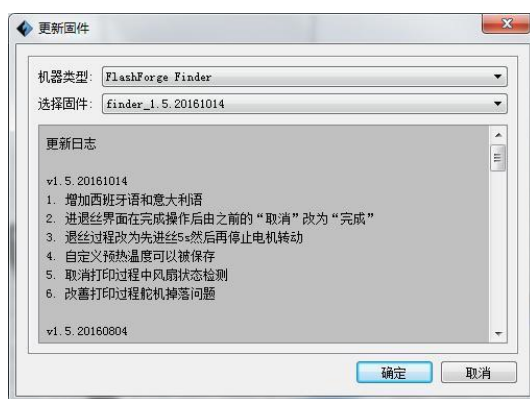 更新固件
机器类型: FlashForge Finder
选择固件: finder_1.5.20161014
更新日志
v1.5.20161014
1. 增加西班牙语和意大利语
2. 进退丝界面在完成操作后由之前的“取消”改为“完成”
3. 退丝过程改为先进丝5s然后再停止电机转动
4. 自定义预热温度可以被保存
5. 取消打印过程中风扇状态检测
6. 改善打印过程舵机掉落问题
v1.5.20160804
确定 取消